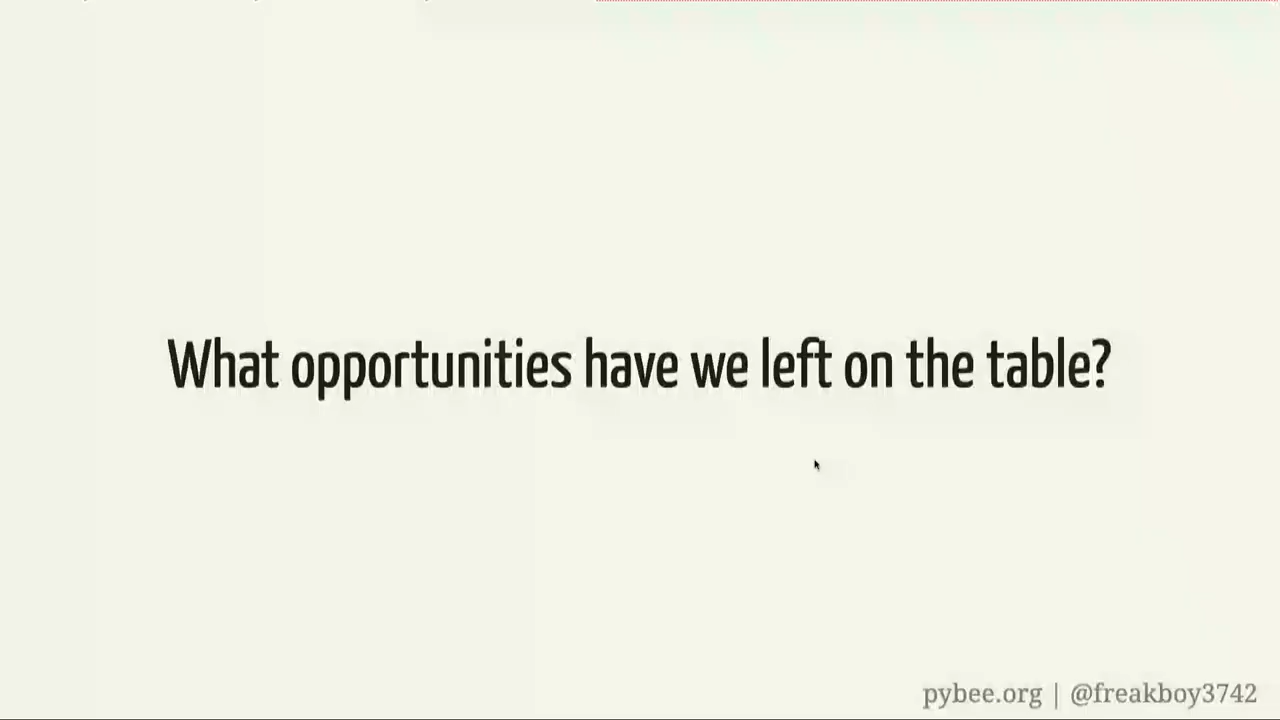 What opportunities have we left on the table?
pybee.org | @freakboy3742